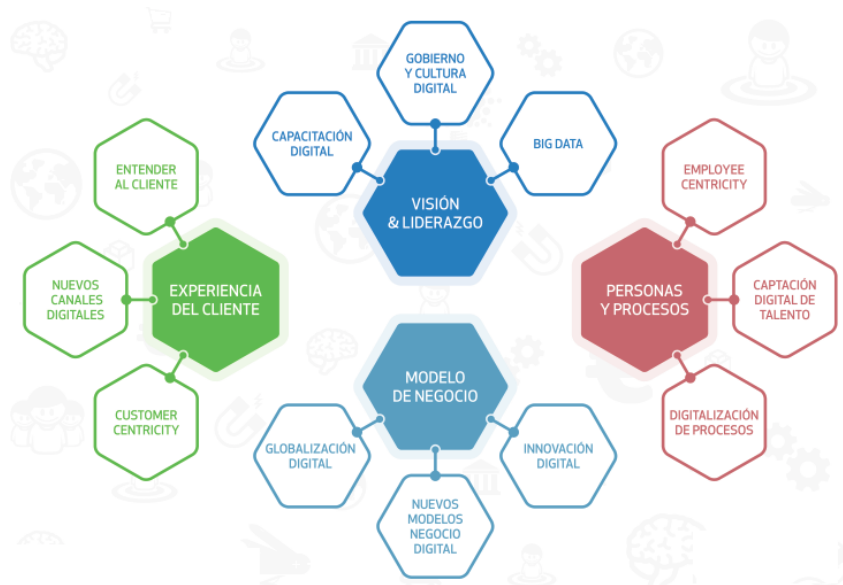 GOBIERNO
Y CULTURA
DIGITAL
CAPACITACIÓN
DIGITAL
BIG DATA
VISIÓN
& LIDERAZGO
ENTENDER
AL CLIENTE
NUEVOS
CANALES
DIGITALES
EXPERIENCIA
DEL CLIENTE
CUSTOMER
CENTRICITY
EMPLOYEE
CENTRICITY
PERSONAS
Y PROCESOS
CAPTACIÓN
DIGITAL DE
TALENTO
DIGITALIZACIÓN
DE PROCESOS
MODELO
DE NEGOCIO
GLOBALIZACIÓN
DIGITAL
NUEVOS
MODELOS
NEGOCIO
DIGITAL
INNOVACIÓN
DIGITAL